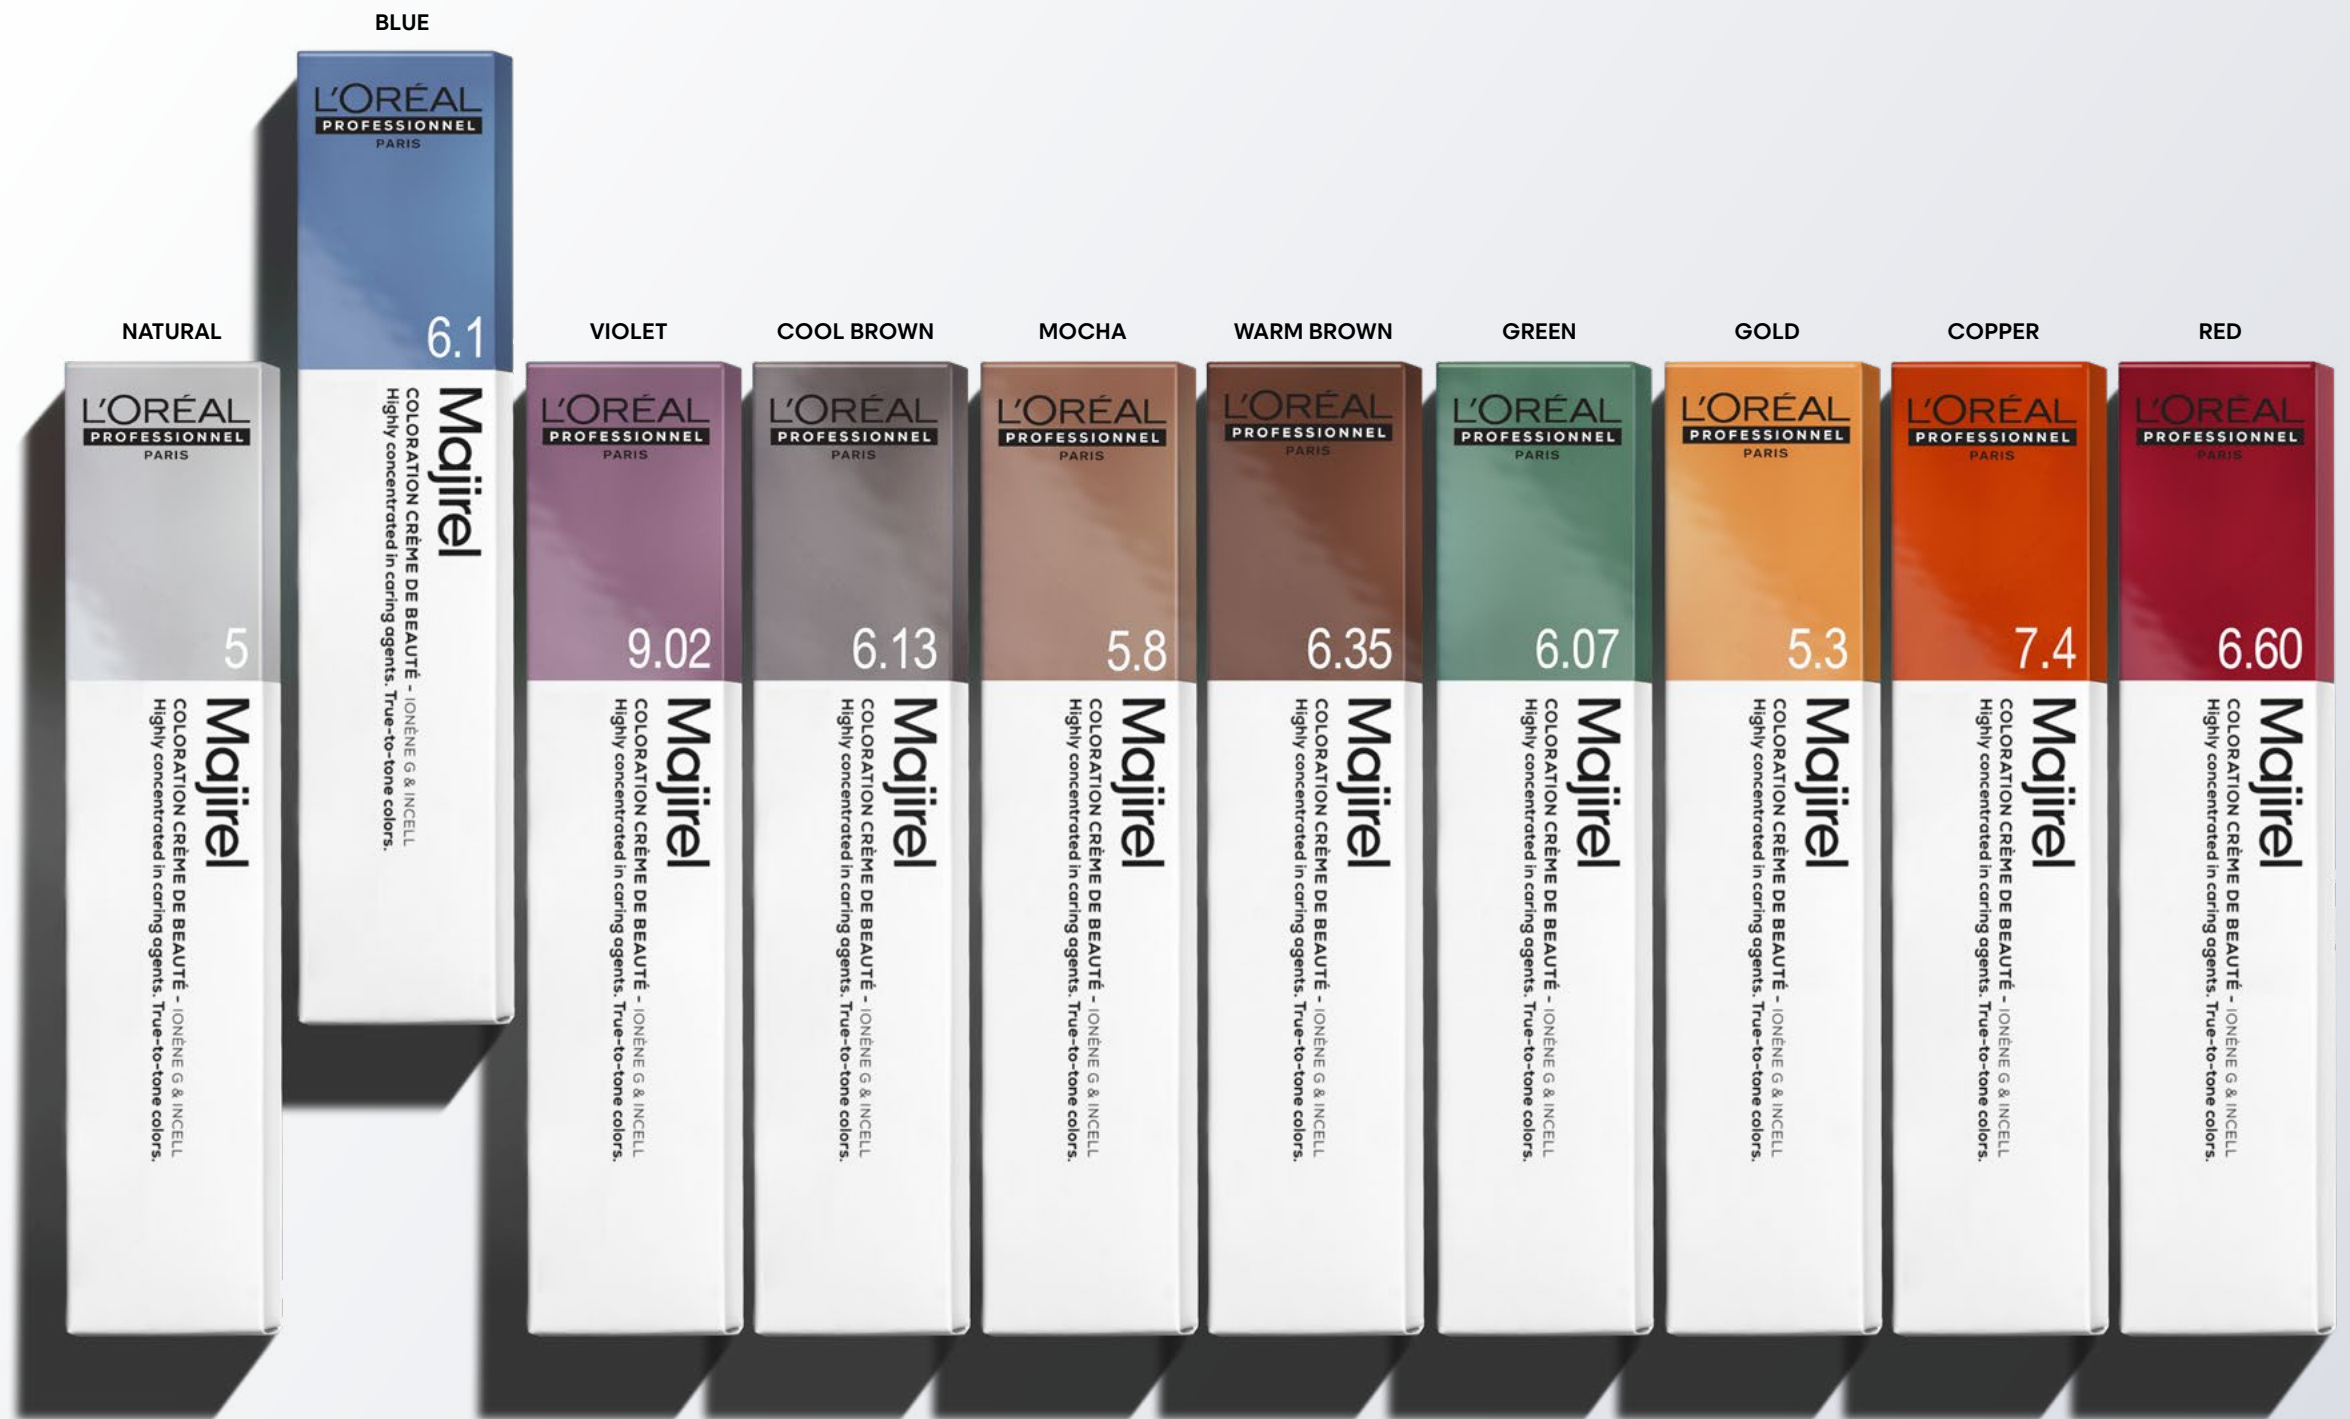 BLUE
L'ORÉAL
PROFESSIONNEL
PARIS
6.1
Majirel
COLORATION CRÈME DE BEAUTÉ - IONÈNE G & INCELL
Highly concentrated in caring agents. True-to-tone colors.
NATURAL
L'ORÉAL
PROFESSIONNEL
PARIS
5
Majirel
COLORATION CRÈME DE BEAUTÉ - IONÈNE G & INCELL
Highly concentrated in caring agents. True-to-tone colors.
VIOLET
L'ORÉAL
PROFESSIONNEL
PARIS
9.02
Majirel
COLORATION CRÈME DE BEAUTÉ - IONÈNE G & INCELL
Highly concentrated in caring agents. True-to-tone colors.
COOL BROWN
L'ORÉAL
PROFESSIONNEL
PARIS
6.13
Majirel
COLORATION CRÈME DE BEAUTÉ - IONÈNE G & INCELL
Highly concentrated in caring agents. True-to-tone colors.
MOCHA
L'ORÉAL
PROFESSIONNEL
PARIS
5.8
Majirel
COLORATION CRÈME DE BEAUTÉ - IONÈNE G & INCELL
Highly concentrated in caring agents. True-to-tone colors.
WARM BROWN
L'ORÉAL
PROFESSIONNEL
PARIS
6.35
Majirel
COLORATION CRÈME DE BEAUTÉ - IONÈNE G & INCELL
Highly concentrated in caring agents. True-to-tone colors.
GREEN
L'ORÉAL
PROFESSIONNEL
PARIS
6.07
Majirel
COLORATION CRÈME DE BEAUTÉ - IONÈNE G & INCELL
Highly concentrated in caring agents. True-to-tone colors.
GOLD
L'ORÉAL
PROFESSIONNEL
PARIS
5.3
Majirel
COLORATION CRÈME DE BEAUTÉ - IONÈNE G & INCELL
Highly concentrated in caring agents. True-to-tone colors.
COPPER
L'ORÉAL
PROFESSIONNEL
PARIS
7.4
Majirel
COLORATION CRÈME DE BEAUTÉ - IONÈNE G & INCELL
Highly concentrated in caring agents. True-to-tone colors.
RED
L'ORÉAL
PROFESSIONNEL
PARIS
6.60
Majirel
COLORATION CRÈME DE BEAUTÉ - IONÈNE G & INCELL
Highly concentrated in caring agents. True-to-tone colors.